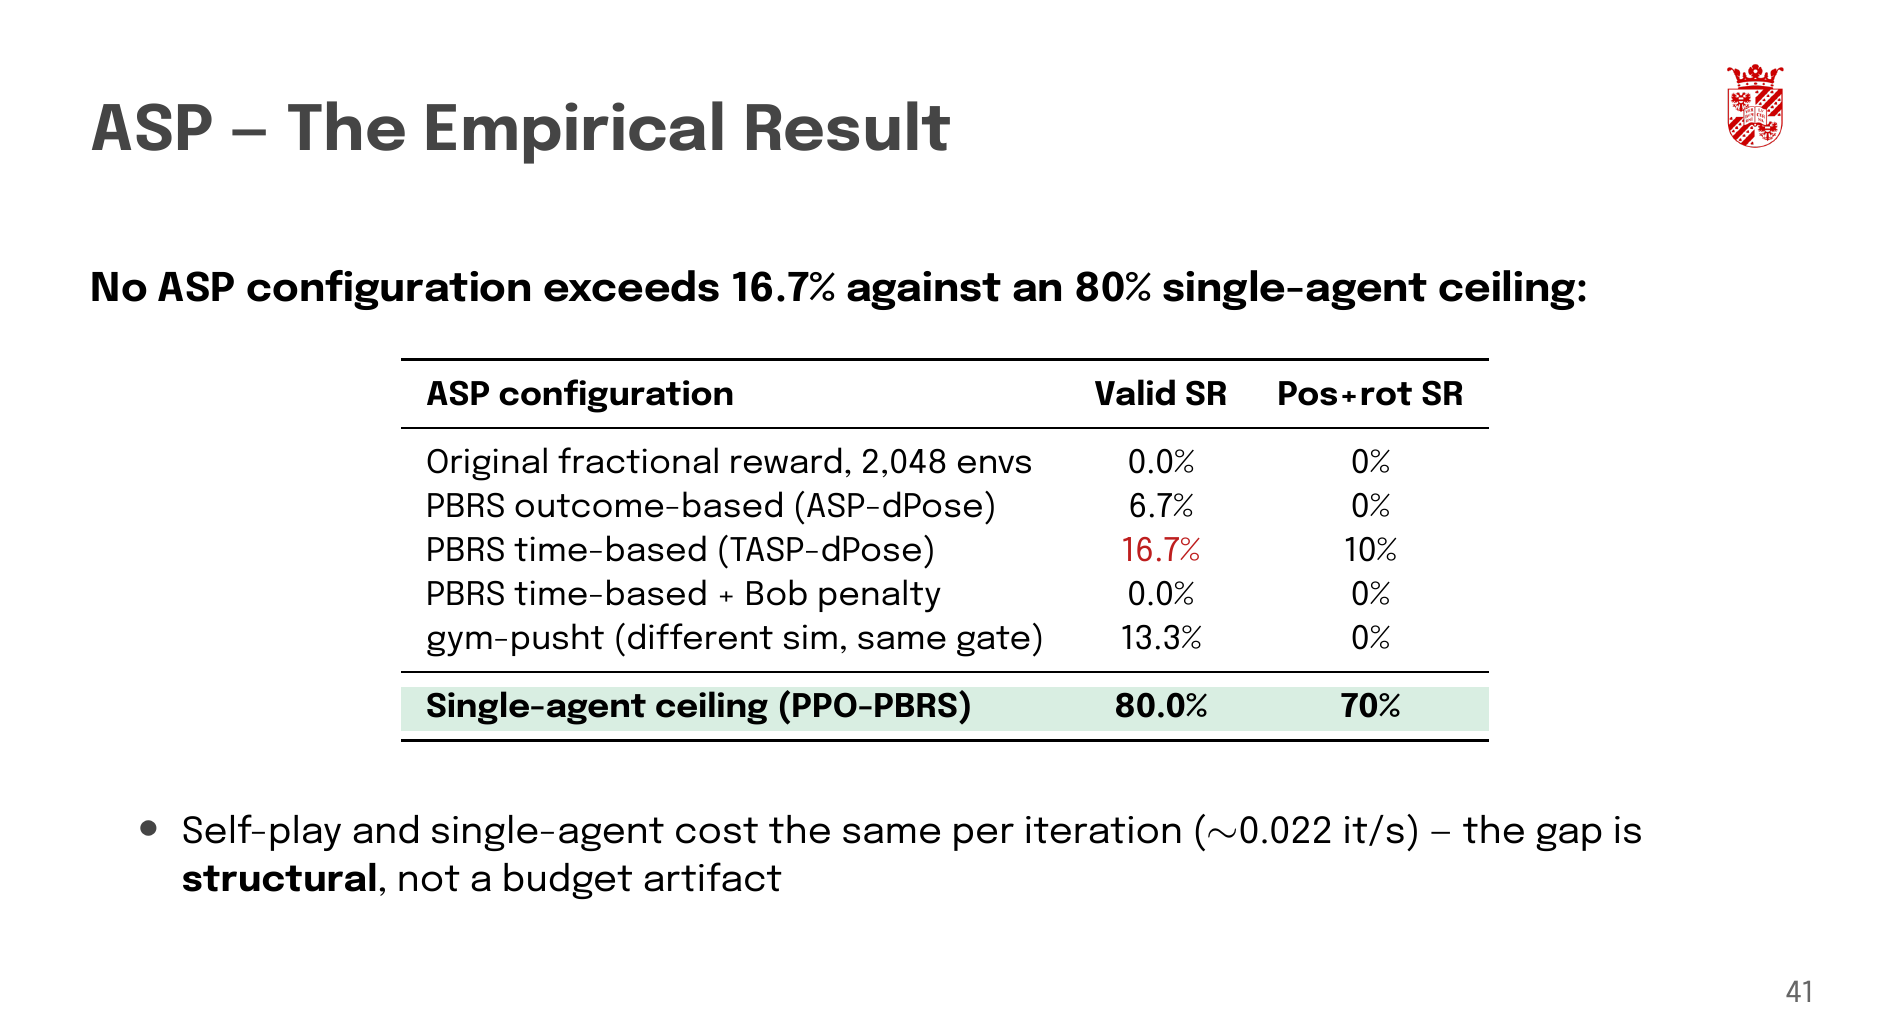 ASP – The Empirical Result
No ASP configuration exceeds 16.7% against an 80% single-agent ceiling:
ASP configuration Valid SR Pos+rot SR
Original fractional reward, 2,048 envs 0.0% 0%
PBRS outcome-based (ASP-dPose) 6.7% 0%
PBRS time-based (TASP-dPose) 16.7% 10%
PBRS time-based + Bob penalty 0.0% 0%
gym-pusht (different sim, same gate) 13.3% 0%
Single-agent ceiling (PPO-PBRS) 80.0% 70%
• Self-play and single-agent cost the same per iteration (~0.022 it/s) – the gap is
structural, not a budget artifact
41